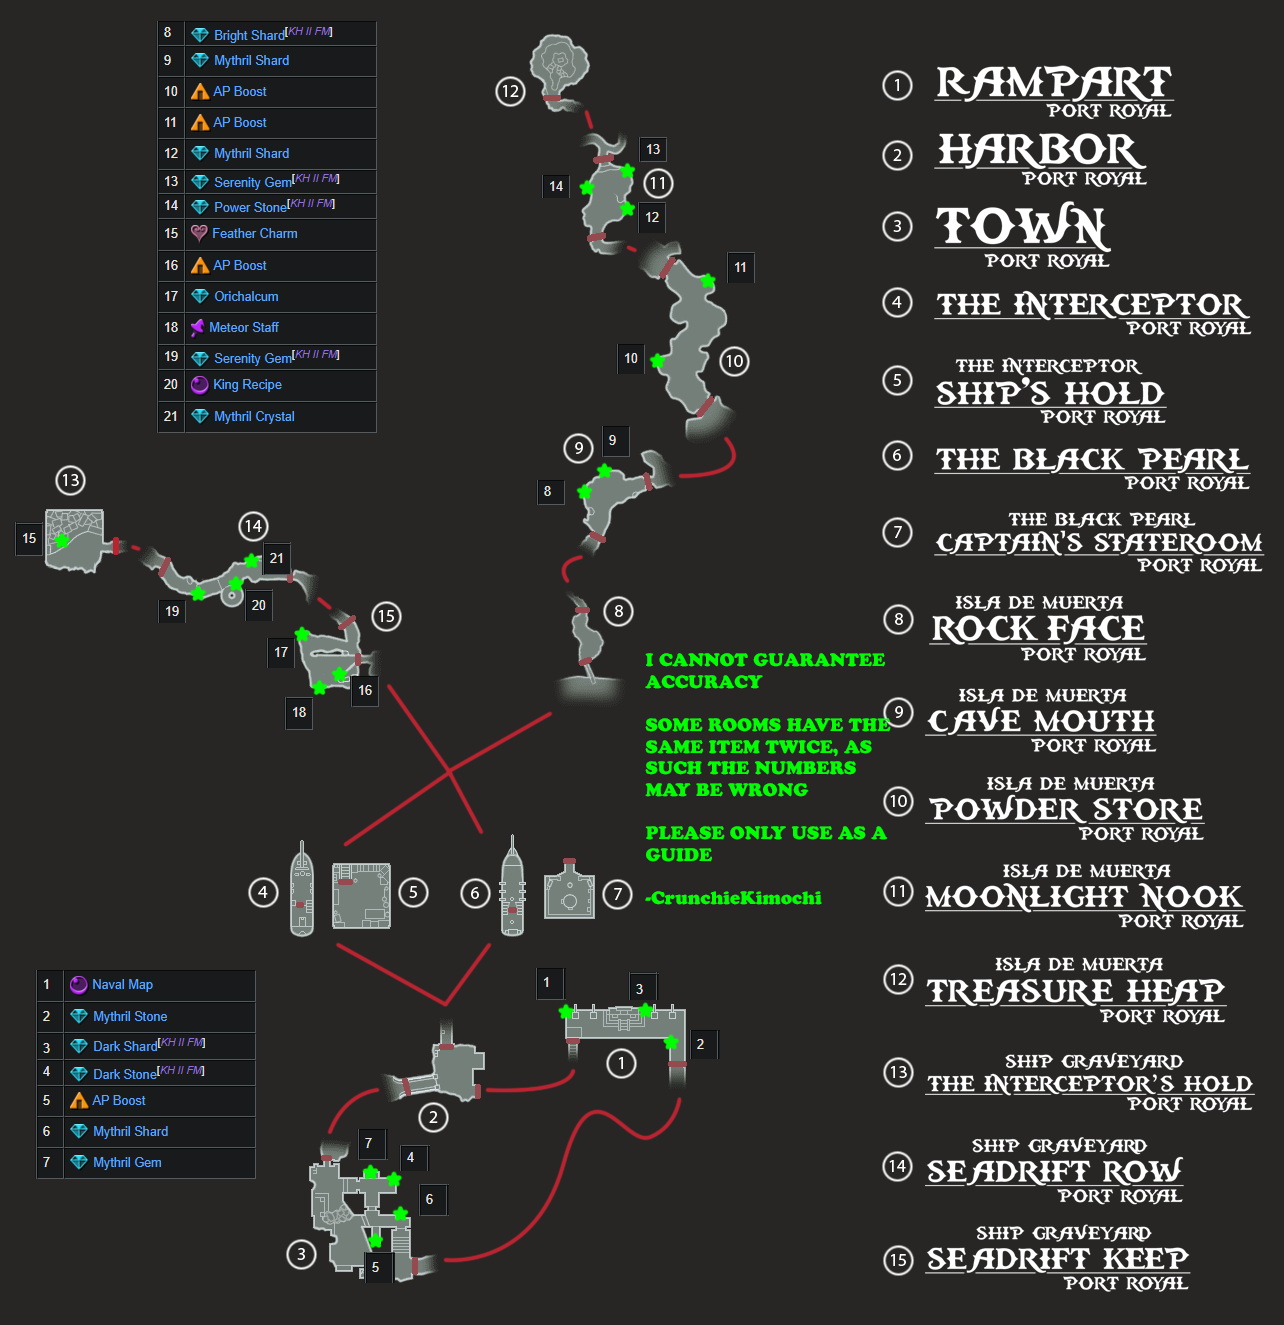 8 Bright Shard[KH II FM]
9 Mythril Shard
10 AP Boost
11 AP Boost
12 Mythril Shard
13 Serenity Gem[KH II FM]
14 Power Stone[KH II FM]
15 Feather Charm
16 AP Boost
17 Orichalcum
18 Meteor Staff
19 Serenity Gem[KH II FM]
20 King Recipe
21 Mythril Crystal
12
13
14
11
12
11
10
10
9
9
8
8
13
15
14
21
19
20
15
17
16
18
I CANNOT GUARANTEE
ACCURACY
SOME ROOMS HAVE THE
SAME ITEM TWICE, AS
SUCH THE NUMBERS
MAY BE WRONG
PLEASE ONLY USE AS A
GUIDE
-CrunchieKimochi
4
5
6
7
1 Naval Map
2 Mythril Stone
3 Dark Shard[KH II FM]
4 Dark Stone[KH II FM]
5 AP Boost
6 Mythril Shard
7 Mythril Gem
1
3
2
1
2
7
4
6
3
5
1 RAMPART
PORT ROYAL
2 HARBOR
PORT ROYAL
3 TOWN
PORT ROYAL
4 THE INTERCEPTOR
PORT ROYAL
THE INTERCEPTOR
5 SHIP'S HOLD
PORT ROYAL
6 THE BLACK PEARL
PORT ROYAL
THE BLACK PEARL
7 CAPTAIN'S STATEROOM
PORT ROYAL
ISLA DE MUERTA
8 ROCK FACE
PORT ROYAL
ISLA DE MUERTA
9 CAVE MOUTH
PORT ROYAL
ISLA DE MUERTA
10 POWDER STORE
PORT ROYAL
ISLA DE MUERTA
11 MOONLIGHT NOOK
PORT ROYAL
ISLA DE MUERTA
12 TREASURE HEAP
PORT ROYAL
SHIP GRAVEYARD
13 THE INTERCEPTOR'S HOLD
PORT ROYAL
SHIP GRAVEYARD
14 SEADRIFT ROW
PORT ROYAL
SHIP GRAVEYARD
15 SEADRIFT KEEP
PORT ROYAL